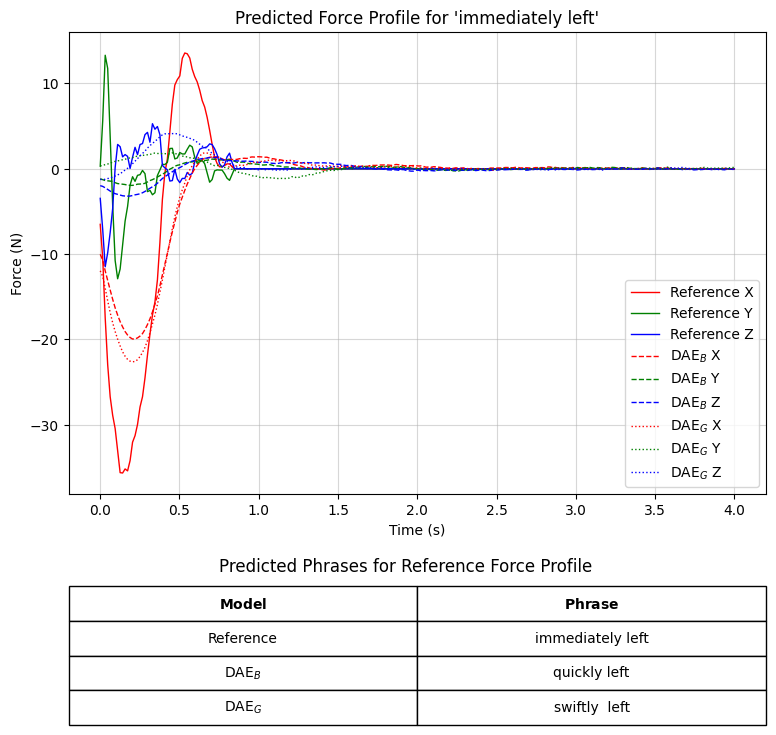 Predicted Force Profile for 'immediately left'
Force (N)
10
0
−10
−20
−30
0.0 0.5 1.0 1.5 2.0 2.5 3.0 3.5 4.0
Time (s)
Reference X
Reference Y
Reference Z
DAE_B X
DAE_B Y
DAE_B Z
DAE_G X
DAE_G Y
DAE_G Z
Predicted Phrases for Reference Force Profile
Model Phrase
Reference immediately left
DAE_B quickly left
DAE_G swiftly  left